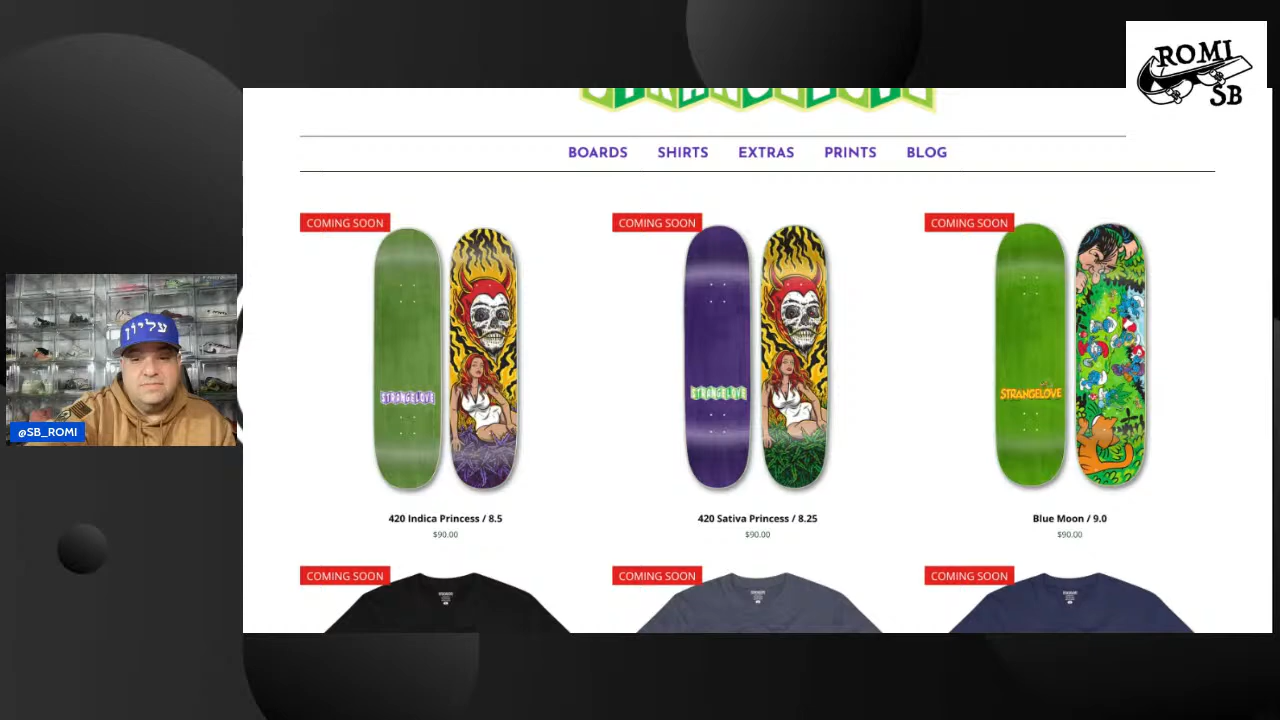 ROMI
SB
STRANGELOVE
BOARDS SHIRTS EXTRAS PRINTS BLOG
COMING SOON COMING SOON COMING SOON
STRANGELOVE STRANGELOVE STRANGELOVE
עליון
@SB_ROMI
420 Indica Princess / 8.5 420 Sativa Princess / 8.25 Blue Moon / 9.0
$90.00 $90.00 $90.00
COMING SOON COMING SOON COMING SOON